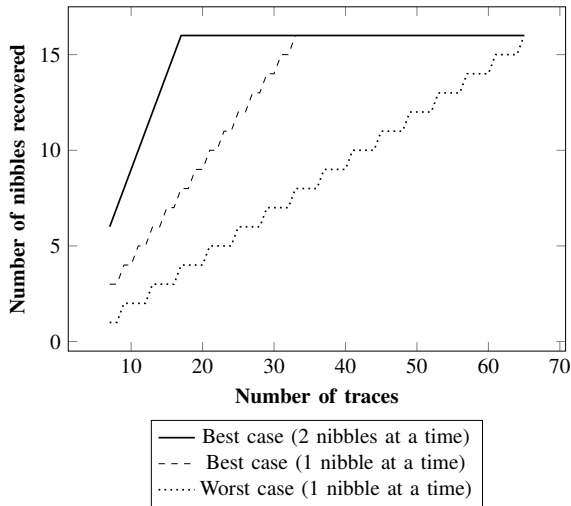 Number of nibbles recovered
15
10
5
0
10 20 30 40 50 60 70
Number of traces
Best case (2 nibbles at a time)
Best case (1 nibble at a time)
Worst case (1 nibble at a time)